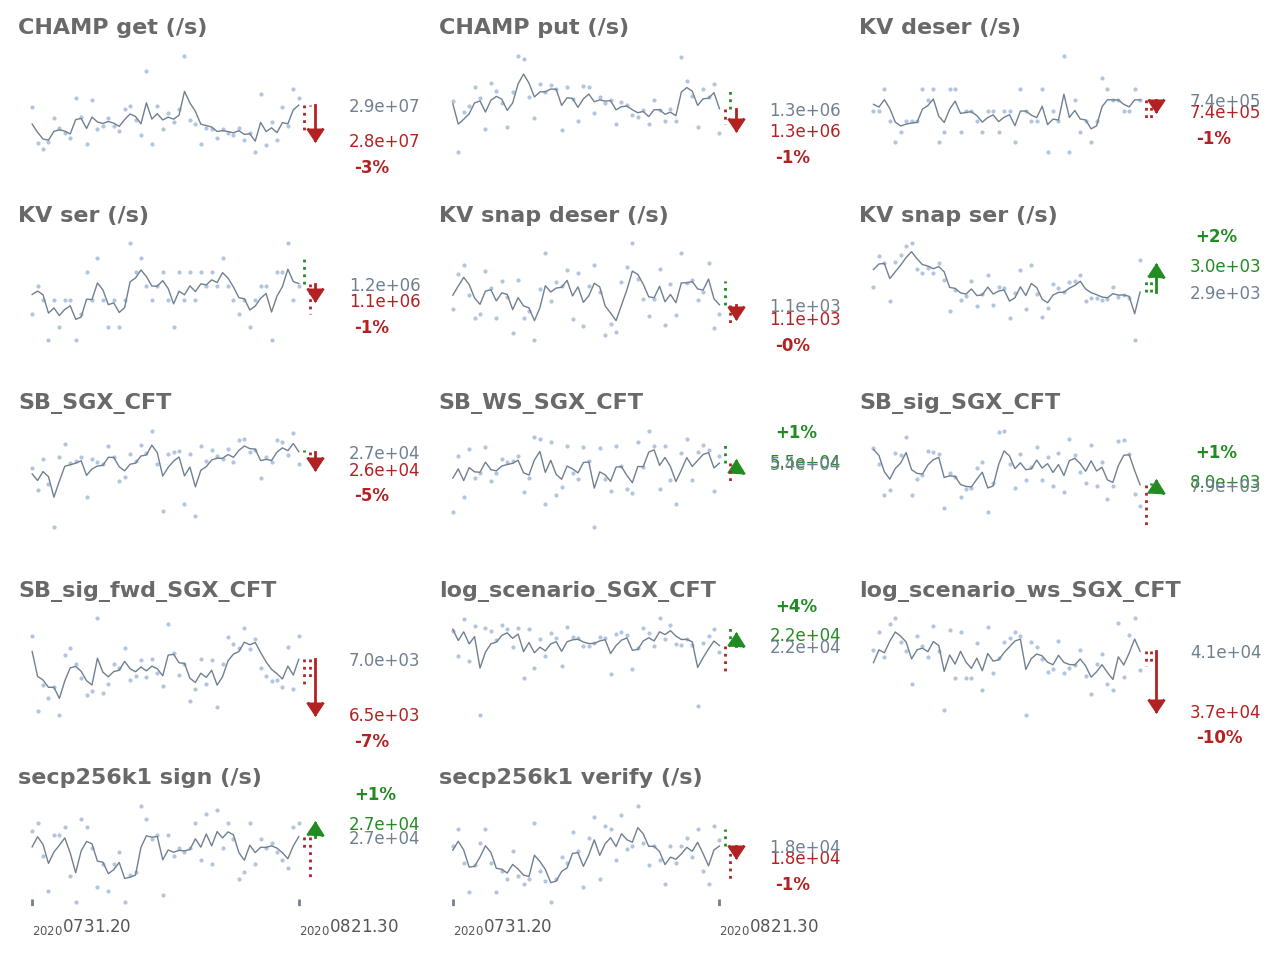 CHAMP get (/s)
2.9e+07
2.8e+07
-3%
CHAMP put (/s)
1.3e+06
1.3e+06
-1%
KV deser (/s)
7.4e+05
7.4e+05
-1%
KV ser (/s)
1.2e+06
1.1e+06
-1%
KV snap deser (/s)
1.1e+03
1.1e+03
-0%
KV snap ser (/s)
+2%
3.0e+03
2.9e+03
SB_SGX_CFT
2.7e+04
2.6e+04
-5%
SB_WS_SGX_CFT
+1%
5.5e+04
5.4e+04
SB_sig_SGX_CFT
+1%
8.0e+03
7.9e+03
SB_sig_fwd_SGX_CFT
7.0e+03
6.5e+03
-7%
log_scenario_SGX_CFT
+4%
2.2e+04
2.2e+04
log_scenario_ws_SGX_CFT
4.1e+04
3.7e+04
-10%
secp256k1 sign (/s)
+1%
2.7e+04
2.7e+04
20200731.20
20200821.30
secp256k1 verify (/s)
1.8e+04
1.8e+04
-1%
20200731.20
20200821.30